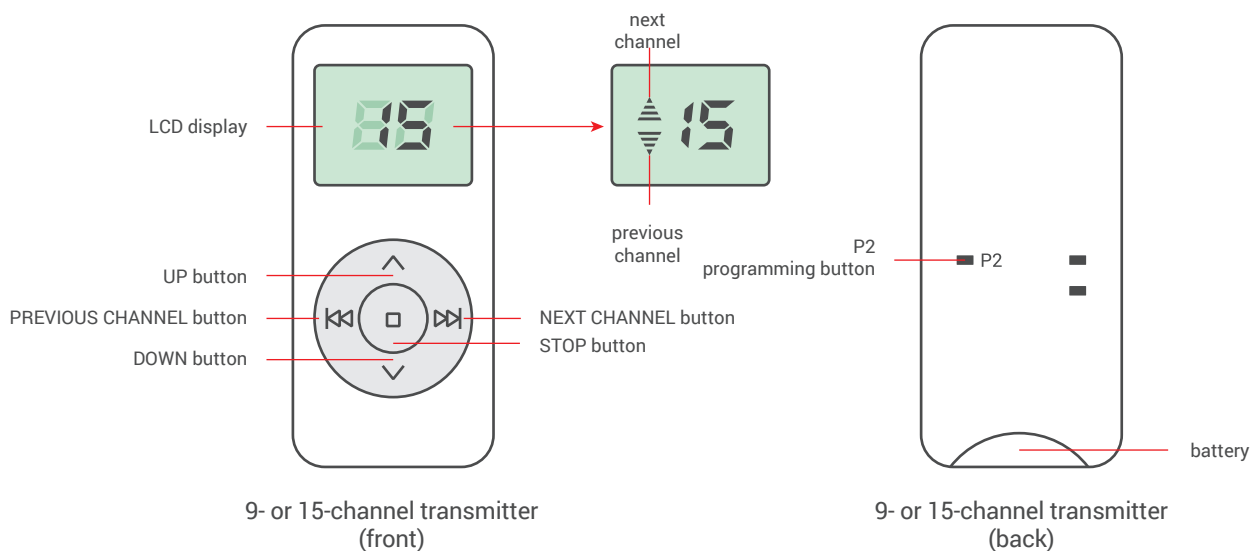 next
channel
LCD display
15
15
previous
channel
UP button
PREVIOUS CHANNEL button
DOWN button
NEXT CHANNEL button
STOP button
9- or 15-channel transmitter
(front)
P2
programming button
P2
battery
9- or 15-channel transmitter
(back)